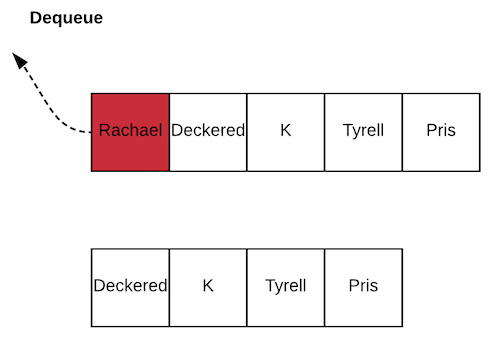 Dequeue
Rachael Deckered K Tyrell Pris
Deckered K Tyrell Pris